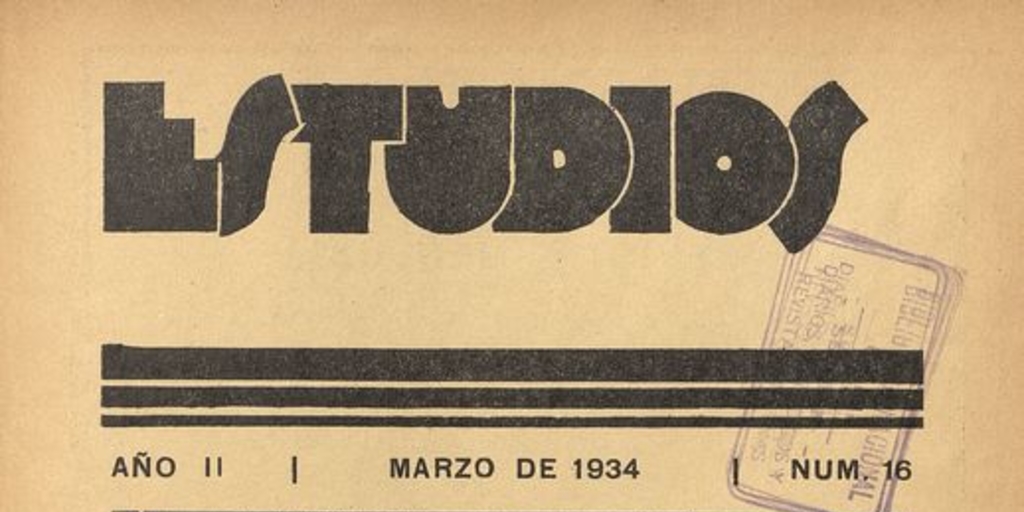 ESTUDIOS
AÑO II | MARZO DE 1934 | NUM. 16